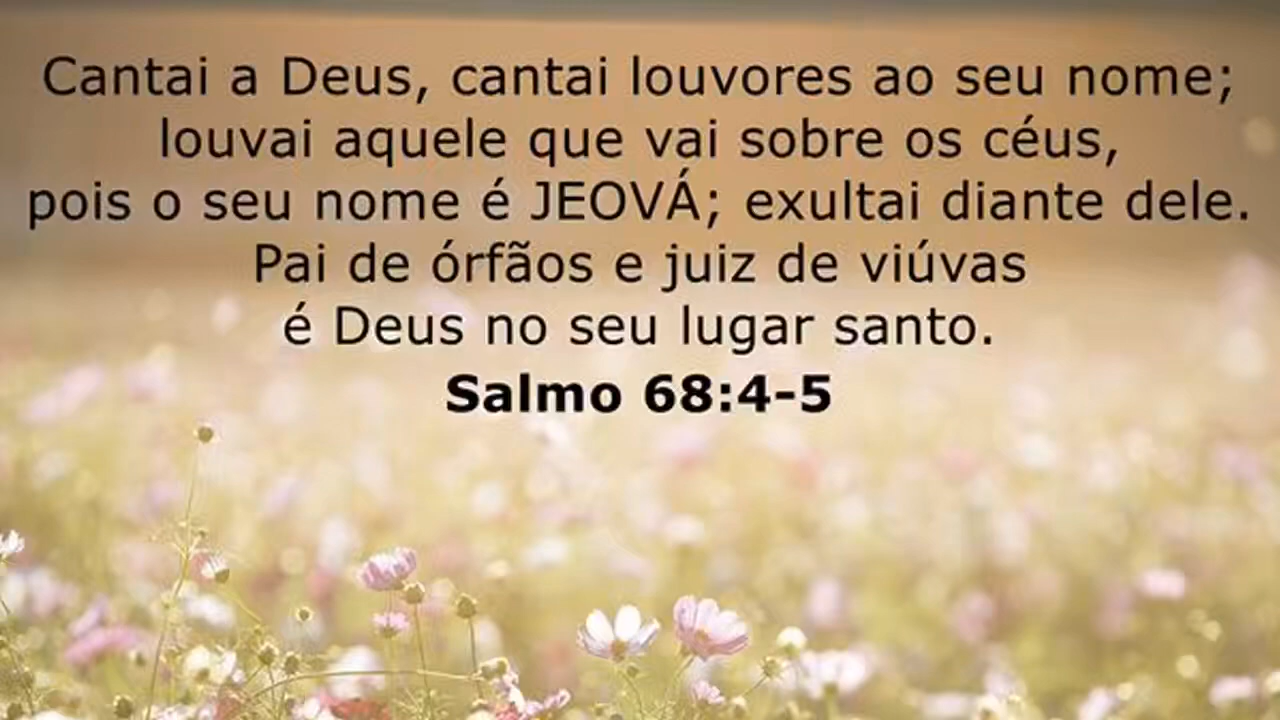 Cantai a Deus, cantai louvores ao seu nome;
louvai aquele que vai sobre os céus,
pois o seu nome é JEOVÁ; exultai diante dele.
Pai de órfãos e juiz de viúvas
é Deus no seu lugar santo.
Salmo 68:4-5